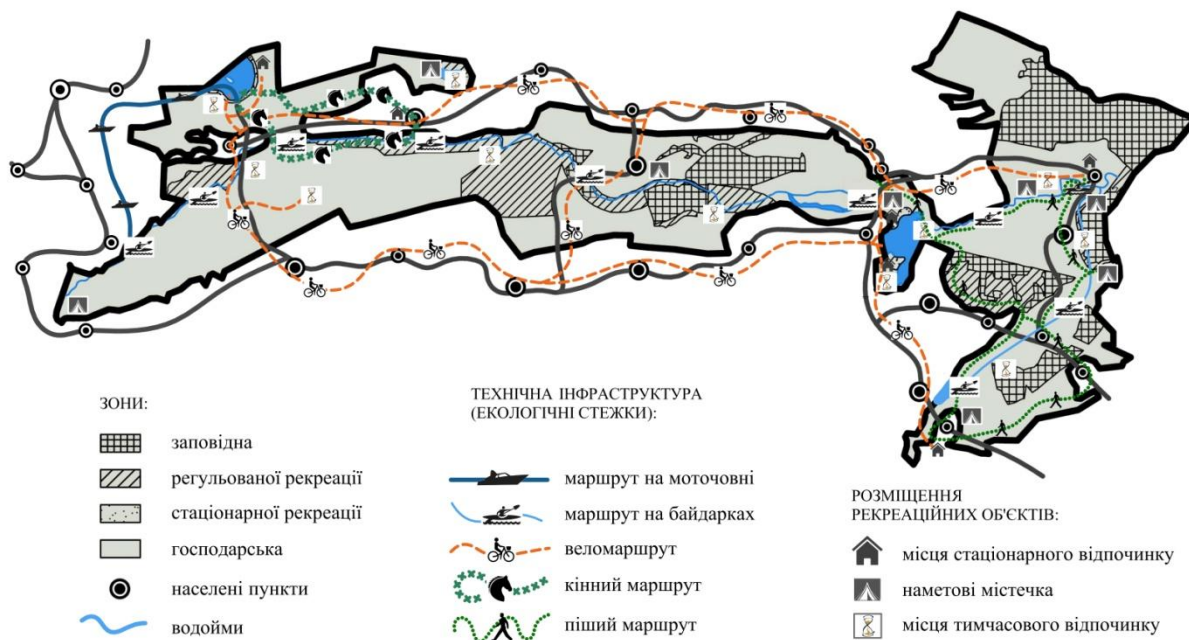 ЗОНИ:
заповідна
регульованої рекреації
стаціонарної рекреації
господарська
населені пункти
водойми
ТЕХНІЧНА ІНФРАСТРУКТУРА
(ЕКОЛОГІЧНІ СТЕЖКИ):
маршрут на моточовні
маршрут на байдарках
веломаршрут
кінний маршрут
піший маршрут
РОЗМІЩЕННЯ
РЕКРЕАЦІЙНИХ ОБ'ЄКТІВ:
місця стаціонарного відпочинку
наметові містечка
місця тимчасового відпочинку